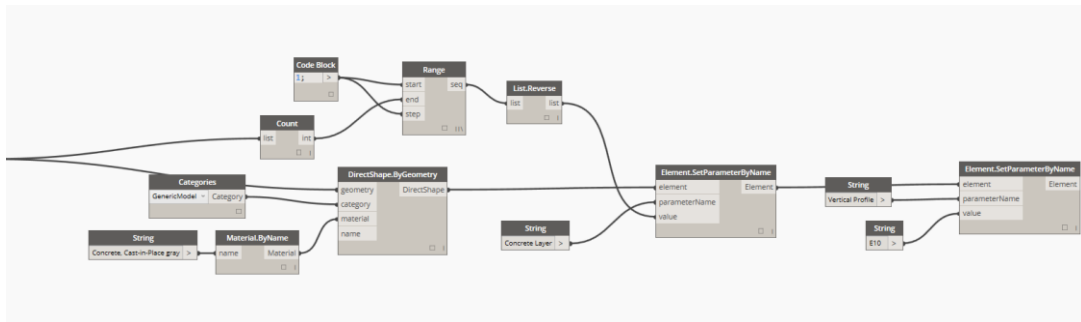 Code Block
1;
>
Range
start
seq
end
step
List.Reverse
list
list
Count
list
int
Categories
GenericModel
Category
DirectShape.ByGeometry
geometry
DirectShape
category
material
name
String
Concrete, Cast-in-Place gray
>
Material.ByName
name
Material
String
Concrete Layer
>
Element.SetParameterByName
element
Element
parameterName
value
String
Vertical Profile
>
String
E10
>
Element.SetParameterByName
element
Element
parameterName
value